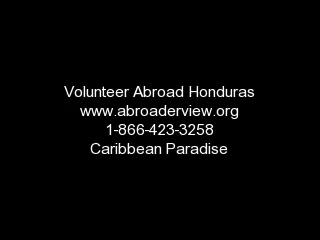 Volunteer Abroad Honduras
www.abroaderview.org
1-866-423-3258
Caribbean Paradise